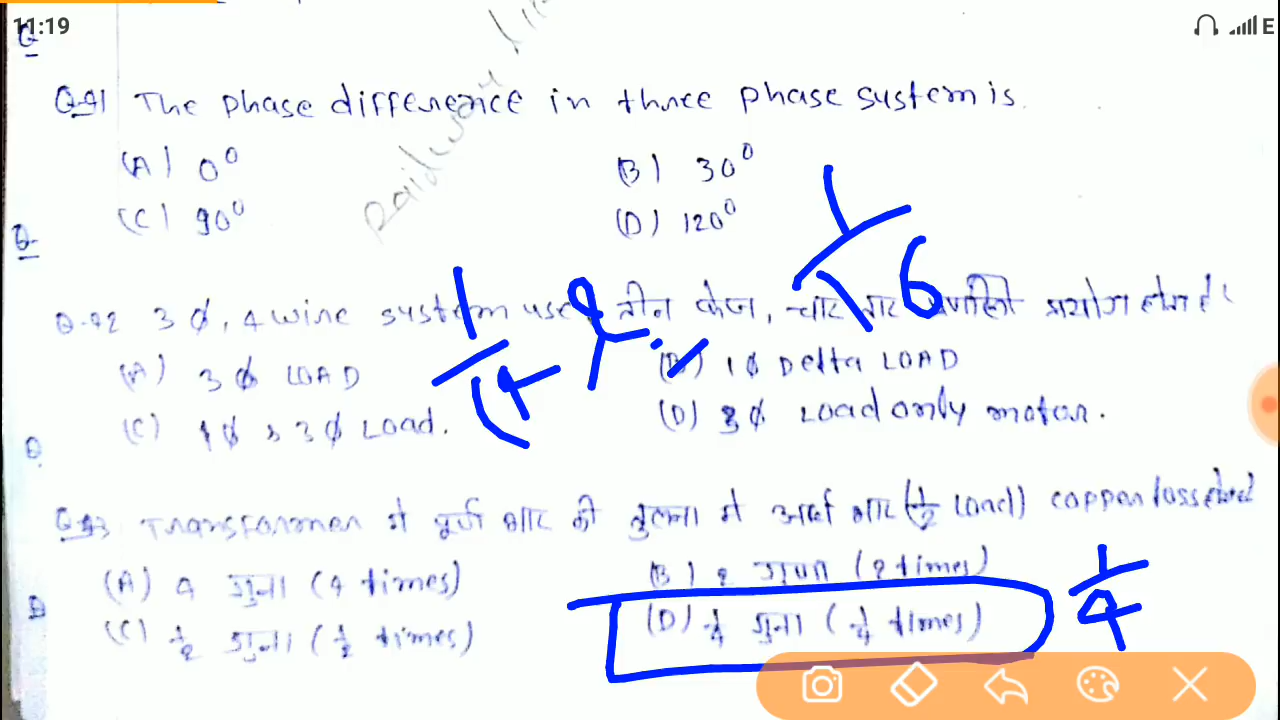 11:19 E
Q
Q.41 The phase difference in three phase system is.
(A) 0° (B) 30°
(C) 90° (D) 120°
Q
Q.42 3 Ø, 4 wire system use तीन फेज, चार तार प्रणाली प्रयोग होता है
(A) 3 Ø LOAD (B) 1 Ø Delta LOAD
(C) 1 Ø & 3 Ø Load. (D) 3 Ø Load only motor.
Q.43 Transformer में पूर्ण भार की तुलना में अर्ध भार (1/2 Load) copper loss होता है
(A) 4 गुना (4 times) (B) 2 गुणा (2 times)
(C) 1/2 गुना (1/2 times) (D) 1/4 गुना (1/4 times)
1/16
1/4